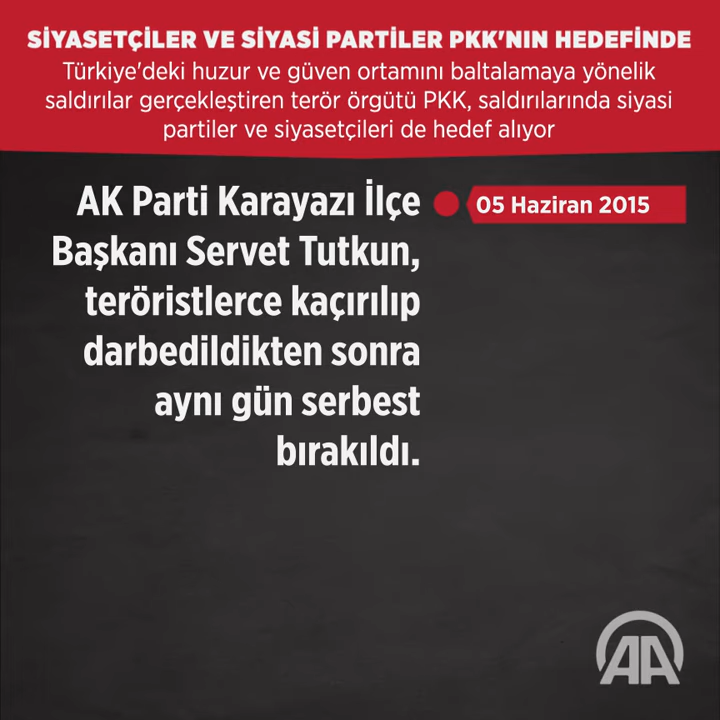 SİYASETÇİLER VE SİYASİ PARTİLER PKK'NIN HEDEFİNDE
Türkiye'deki huzur ve güven ortamını baltalamaya yönelik
saldırılar gerçekleştiren terör örgütü PKK, saldırılarında siyasi
partiler ve siyasetçileri de hedef alıyor
AK Parti Karayazı İlçe
Başkanı Servet Tutkun,
teröristlerce kaçırılıp
darbedildikten sonra
aynı gün serbest
bırakıldı.
05 Haziran 2015
AA